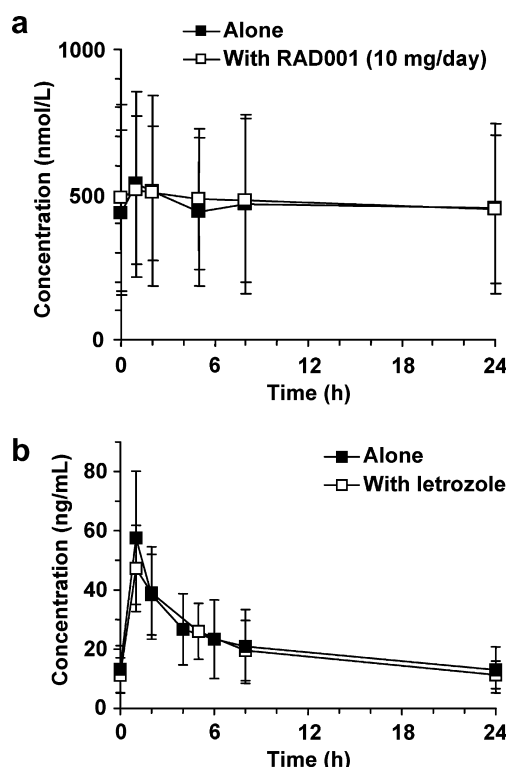 a
Alone
With RAD001 (10 mg/day)
Concentration (nmol/L)
1000
500
0
0 6 12 18 24
Time (h)
b
Alone
With letrozole
Concentration (ng/mL)
80
60
40
20
0
0 6 12 18 24
Time (h)